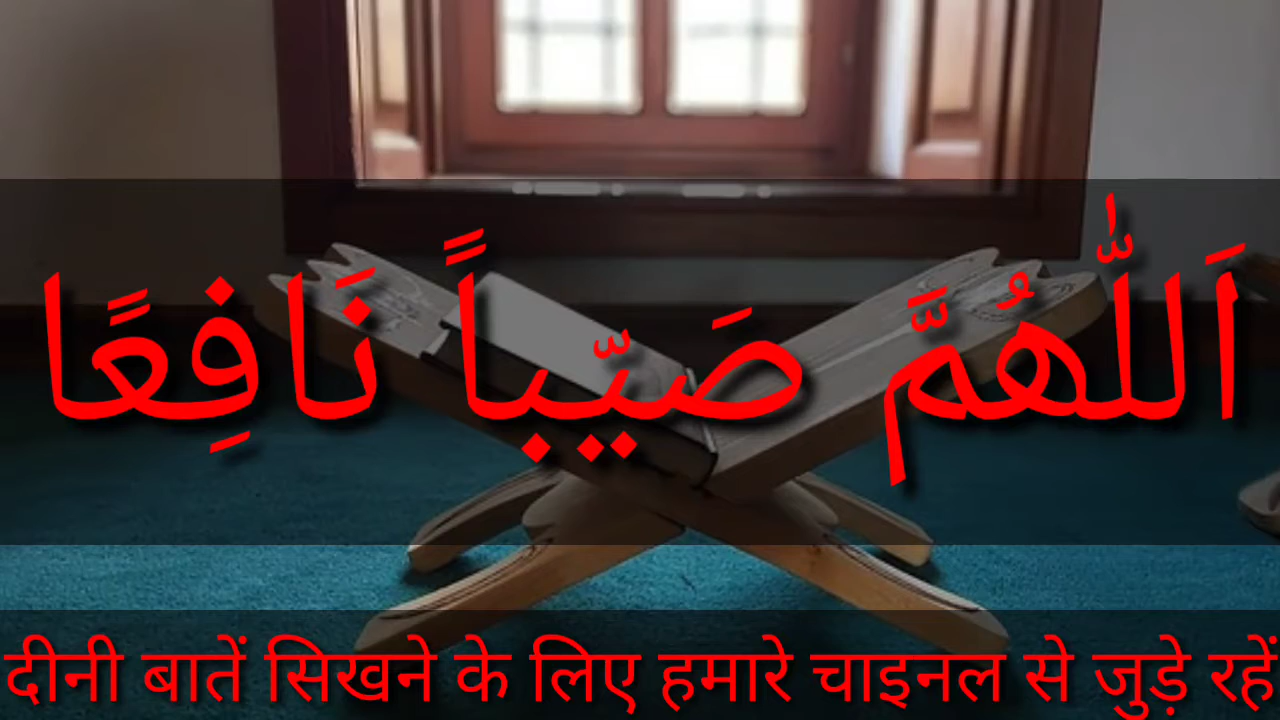 اَللّٰهُمَّ صَيّباً نَافِعًا
दीनी बातें सिखने के लिए हमारे चाइनल से जुड़े रहें